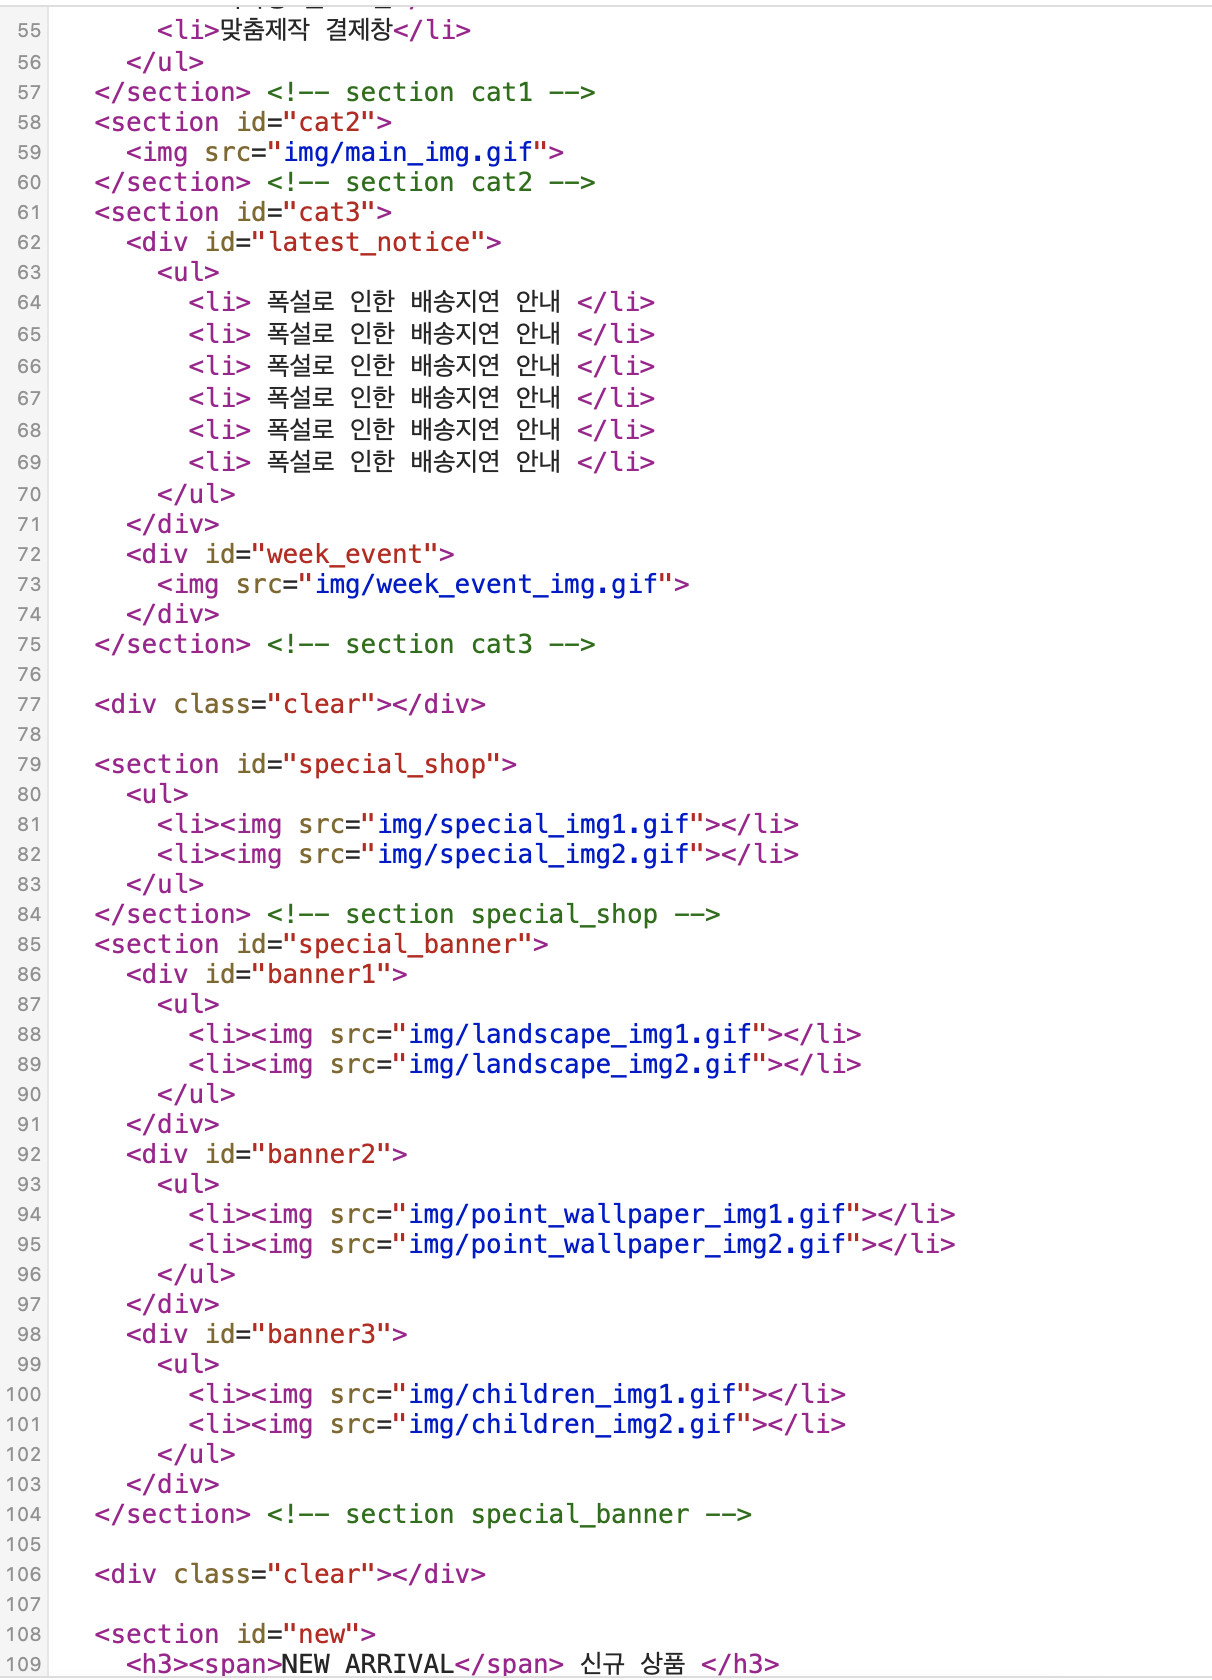 55       <li>맞춤제작 결제창</li>
56     </ul>
57   </section> <!-- section cat1 -->
58   <section id="cat2">
59     <img src="img/main_img.gif">
60   </section> <!-- section cat2 -->
61   <section id="cat3">
62     <div id="latest_notice">
63       <ul>
64         <li> 폭설로 인한 배송지연 안내 </li>
65         <li> 폭설로 인한 배송지연 안내 </li>
66         <li> 폭설로 인한 배송지연 안내 </li>
67         <li> 폭설로 인한 배송지연 안내 </li>
68         <li> 폭설로 인한 배송지연 안내 </li>
69         <li> 폭설로 인한 배송지연 안내 </li>
70       </ul>
71     </div>
72     <div id="week_event">
73       <img src="img/week_event_img.gif">
74     </div>
75   </section> <!-- section cat3 -->
76
77   <div class="clear"></div>
78
79   <section id="special_shop">
80     <ul>
81       <li><img src="img/special_img1.gif"></li>
82       <li><img src="img/special_img2.gif"></li>
83     </ul>
84   </section> <!-- section special_shop -->
85   <section id="special_banner">
86     <div id="banner1">
87       <ul>
88         <li><img src="img/landscape_img1.gif"></li>
89         <li><img src="img/landscape_img2.gif"></li>
90       </ul>
91     </div>
92     <div id="banner2">
93       <ul>
94         <li><img src="img/point_wallpaper_img1.gif"></li>
95         <li><img src="img/point_wallpaper_img2.gif"></li>
96       </ul>
97     </div>
98     <div id="banner3">
99       <ul>
100         <li><img src="img/children_img1.gif"></li>
101         <li><img src="img/children_img2.gif"></li>
102       </ul>
103     </div>
104   </section> <!-- section special_banner -->
105
106   <div class="clear"></div>
107
108   <section id="new">
109     <h3><span>NEW ARRIVAL</span> 신규 상품 </h3>